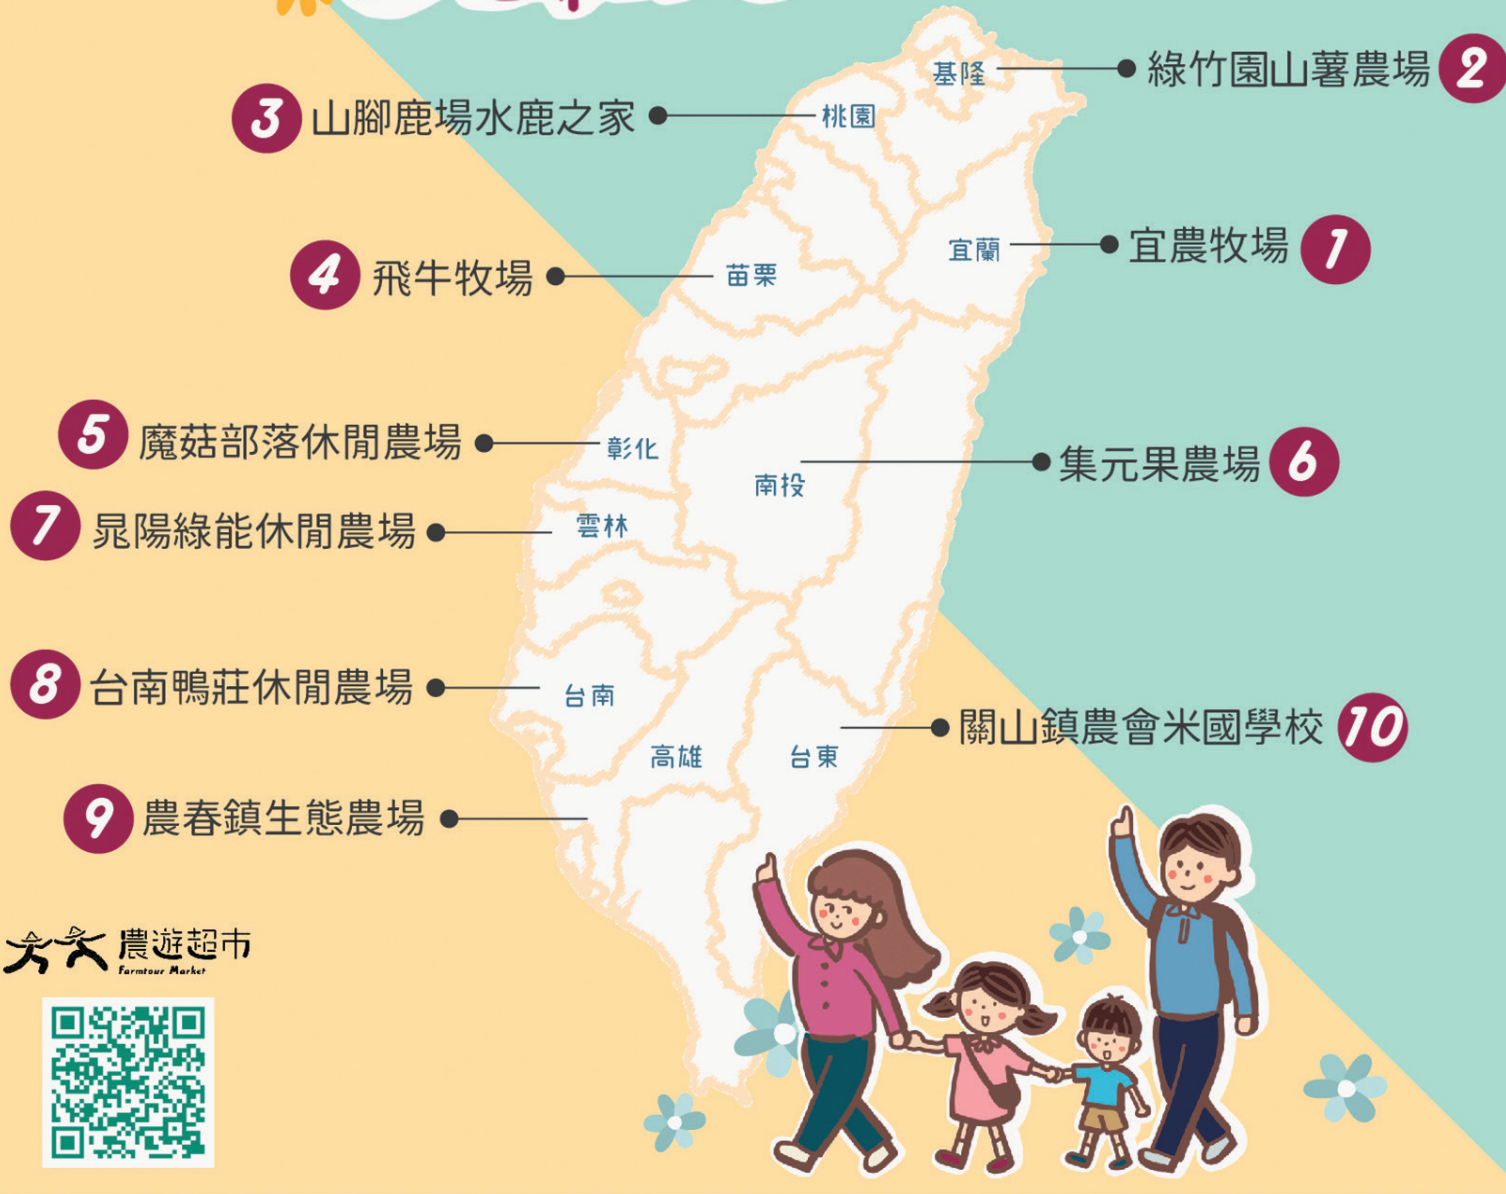 基隆
綠竹園山薯農場 2
3 山腳鹿場水鹿之家
桃園
宜蘭
宜農牧場 1
4 飛牛牧場
苗栗
5 魔菇部落休閒農場
彰化
南投
集元果農場 6
7 晁陽綠能休閒農場
雲林
8 台南鴨莊休閒農場
台南
高雄
台東
關山鎮農會米國學校 10
9 農春鎮生態農場
農遊超市
Farmtour Market